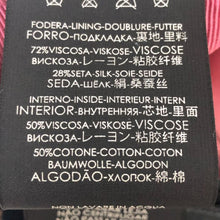 FODERA-LINING-DOUBLURE-FUTTER
FORRO-ПОДКЛАДКА-裏地-里料
72%VISCOSA-VISKOSE-VISCOSE
ВИСКОЗА-レーヨン-粘胶纤维
28%SETA-SILK-SOIE-SEIDE
SEDA-ШЕЛК-絹-桑蚕丝
INTERNO-INSIDE-INTERIEUR-INTERN
INTERIOR-ВНУТРЕННИЕ-芯地-里面
50%VISCOSA-VISKOSE-VISCOSE
ВИСКОЗА-レーヨン-粘胶纤维
50%COTONE-COTTON-COTON
BAUMWOLLE-ALGODON
ALGODÃO-ХЛОПОК-綿-棉